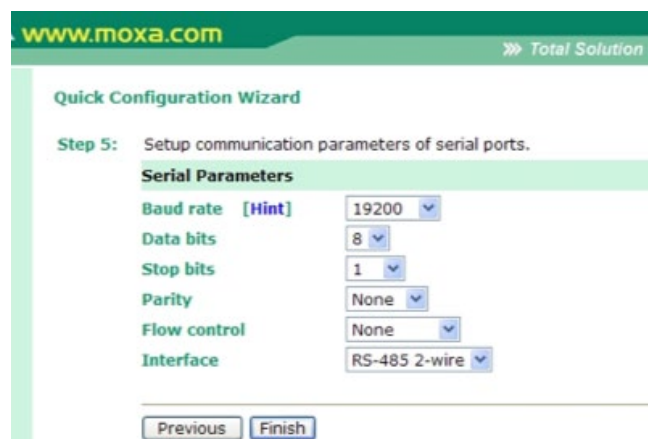 www.moxa.com
Total Solution
Quick Configuration Wizard
Step 5: Setup communication parameters of serial ports.
Serial Parameters
Baud rate [Hint] 19200
Data bits 8
Stop bits 1
Parity None
Flow control None
Interface RS-485 2-wire
Previous Finish